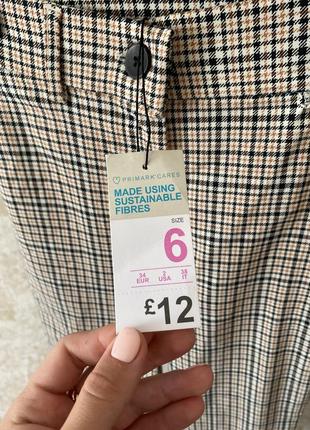 PRIMARK CARES
MADE USING
SUSTAINABLE
FIBRES
SIZE
6
34 2 38
EUR USA IT
£12